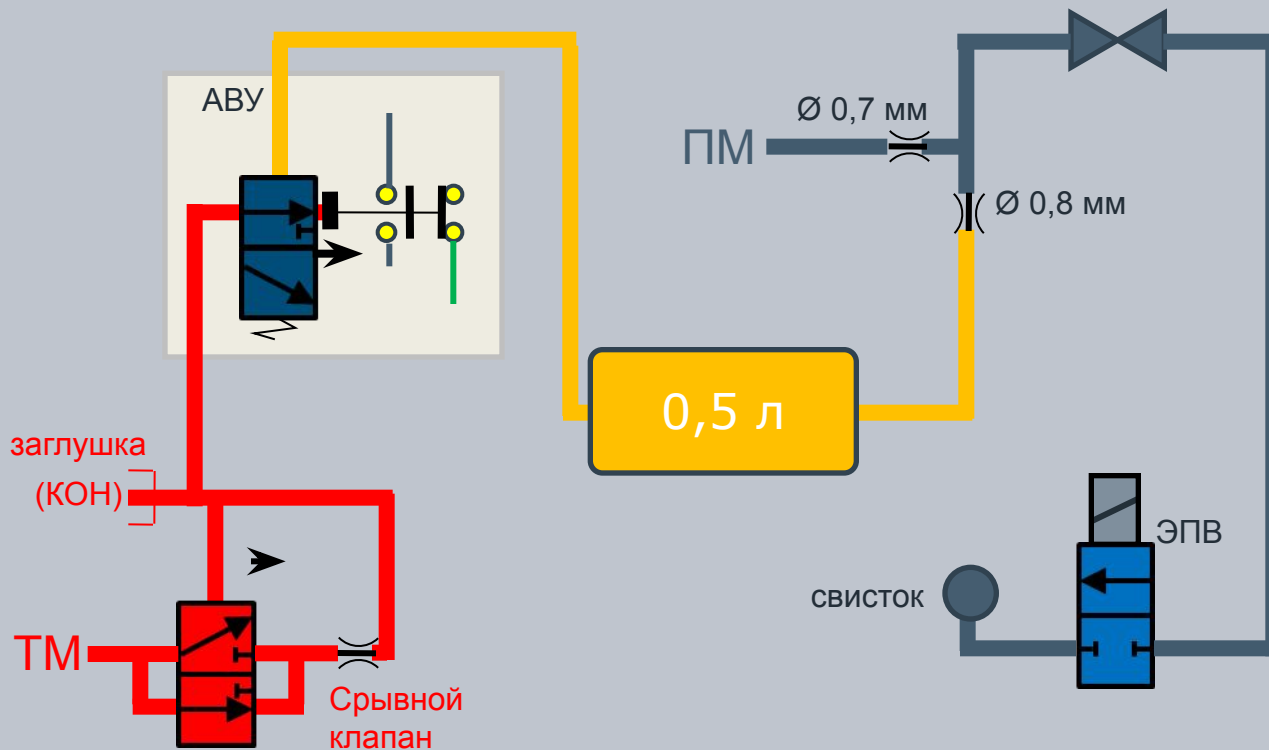 АВУ
Ø 0,7 мм
ПМ
Ø 0,8 мм
0,5 л
заглушка
(КОН)
ЭПВ
свисток
ТМ
Срывной
клапан